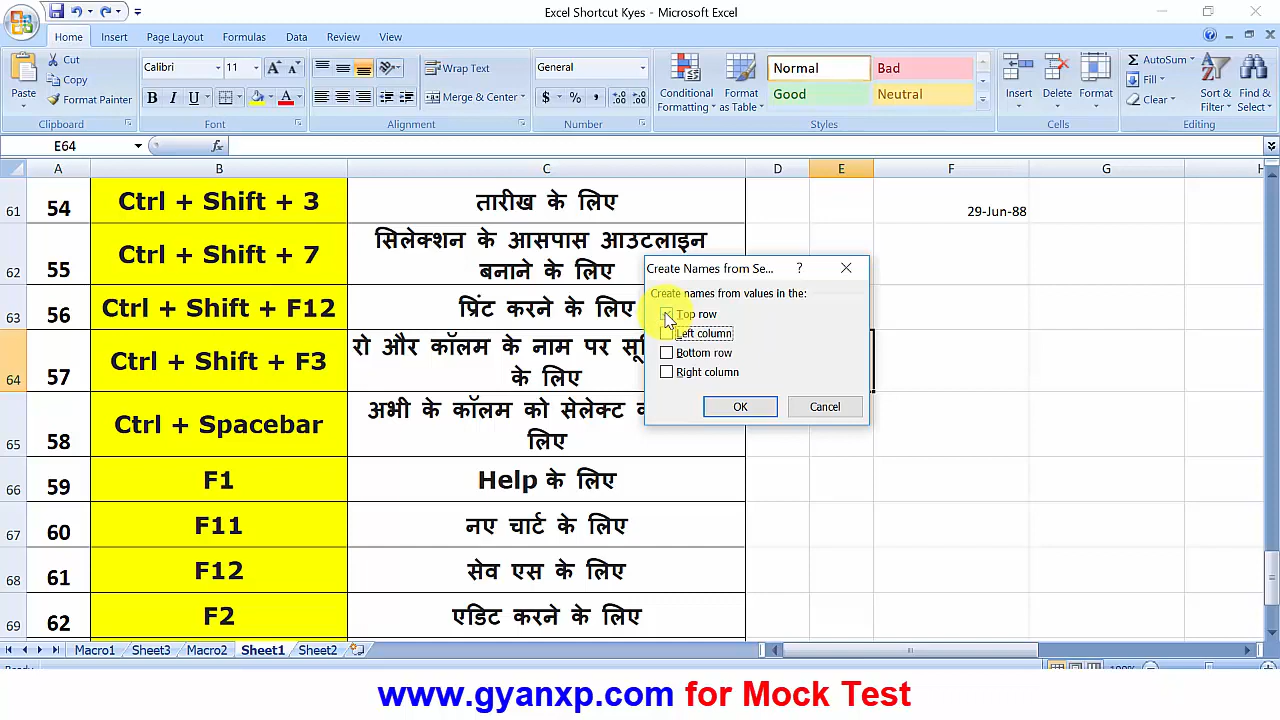 Excel Shortcut Kyes - Microsoft Excel
Home Insert Page Layout Formulas Data Review View
Cut
Copy
Format Painter
Paste
Clipboard
Calibri 11
B I U
Font
Wrap Text
Merge & Center
Alignment
General
$ % ,
Number
Conditional Formatting
Format as Table
Normal Bad
Good Neutral
Styles
Insert Delete Format
Cells
AutoSum
Fill
Clear
Sort & Filter
Find & Select
Editing
E64 fx
A B C D E F G H
61 54 Ctrl + Shift + 3 तारीख के लिए 29-Jun-88
62 55 Ctrl + Shift + 7 सिलेक्शन के आसपास आउटलाइन
बनाने के लिए
63 56 Ctrl + Shift + F12 प्रिंट करने के लिए
64 57 Ctrl + Shift + F3 रो और कॉलम के नाम पर
के लिए
65 58 Ctrl + Spacebar अभी के कॉलम को सेलेक्ट
लिए
66 59 F1 Help के लिए
67 60 F11 नए चार्ट के लिए
68 61 F12 सेव एस के लिए
69 62 F2 एडिट करने के लिए
Create Names from Se... ?
Create names from values in the:
Top row
Left column
Bottom row
Right column
OK Cancel
Macro1 Sheet3 Macro2 Sheet1 Sheet2
www.gyanxp.com for Mock Test